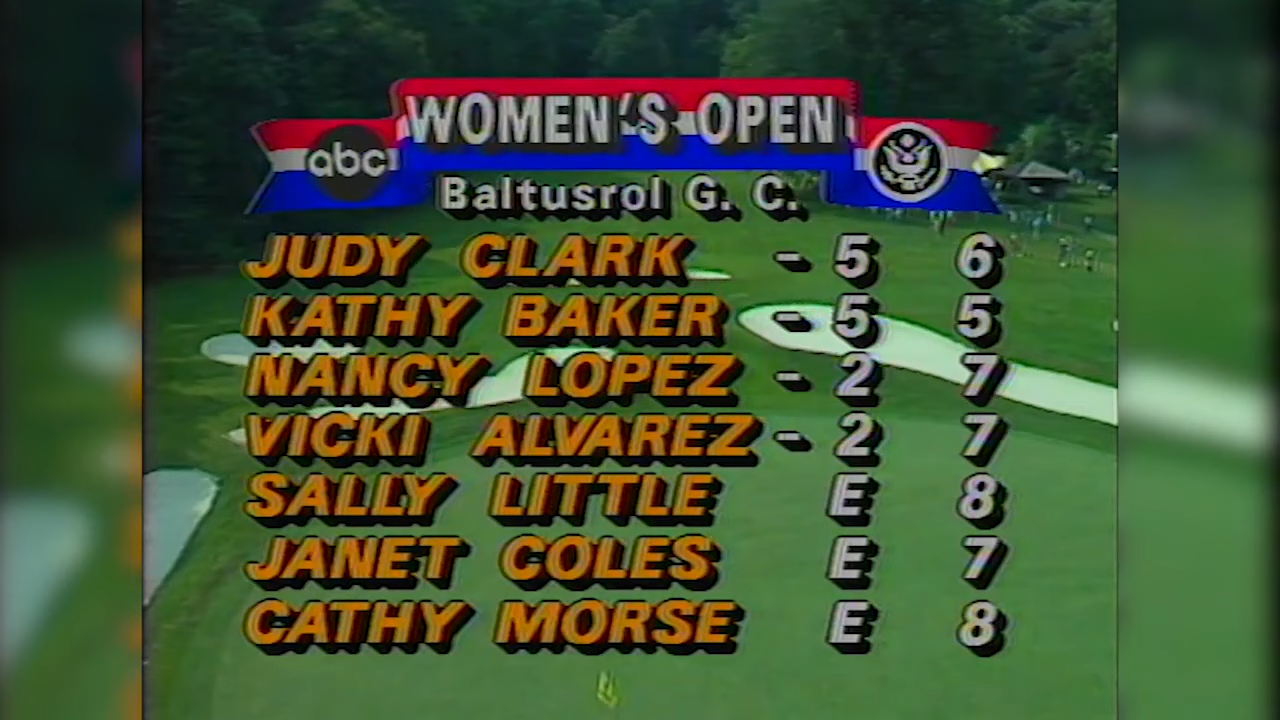 WOMEN'S OPEN
abc
Baltusrol G. C.
JUDY CLARK - 5 6
KATHY BAKER - 5 5
NANCY LOPEZ - 2 7
VICKI ALVAREZ - 2 7
SALLY LITTLE E 8
JANET COLES E 7
CATHY MORSE E 8